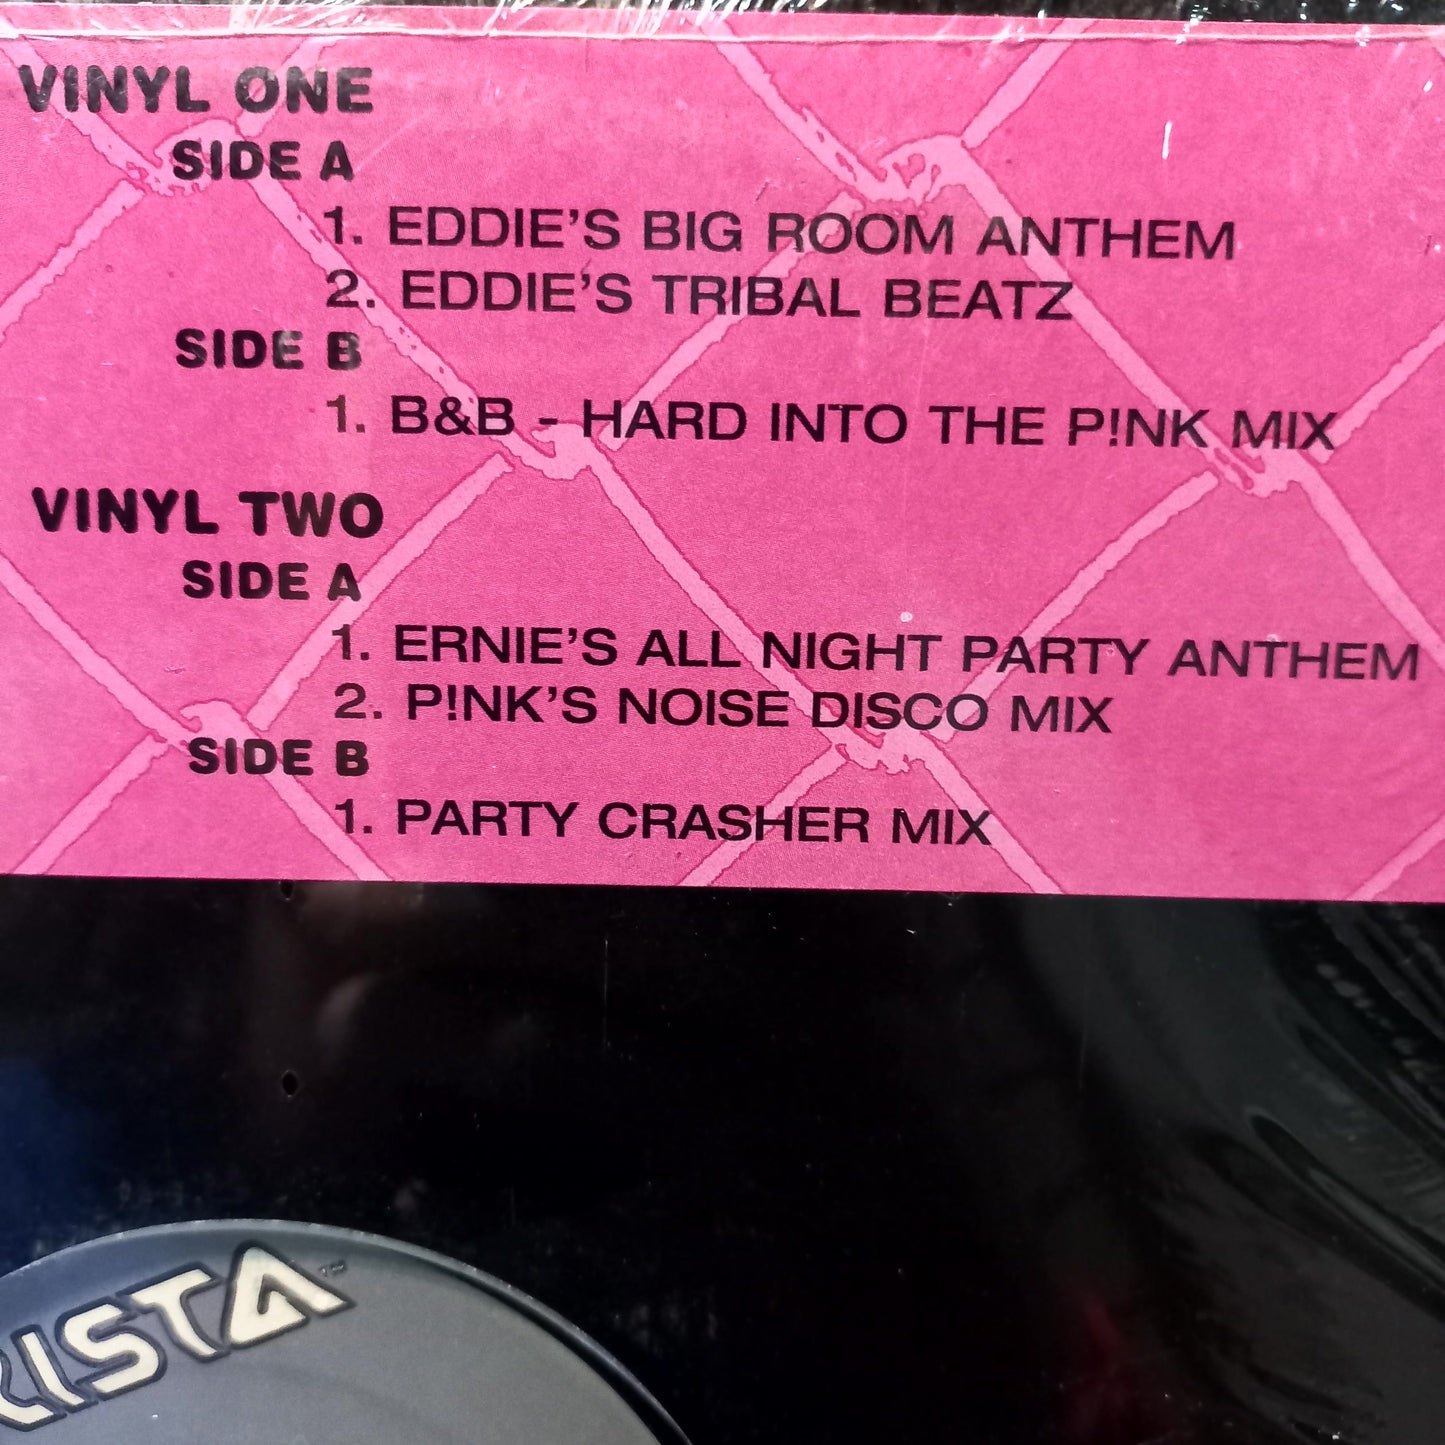 VINYL ONE
SIDE A
1. EDDIE'S BIG ROOM ANTHEM
2. EDDIE'S TRIBAL BEATZ
SIDE B
1. B&B - HARD INTO THE P!NK MIX
VINYL TWO
SIDE A
1. ERNIE'S ALL NIGHT PARTY ANTHEM
2. P!NK'S NOISE DISCO MIX
SIDE B
1. PARTY CRASHER MIX
RISTA™